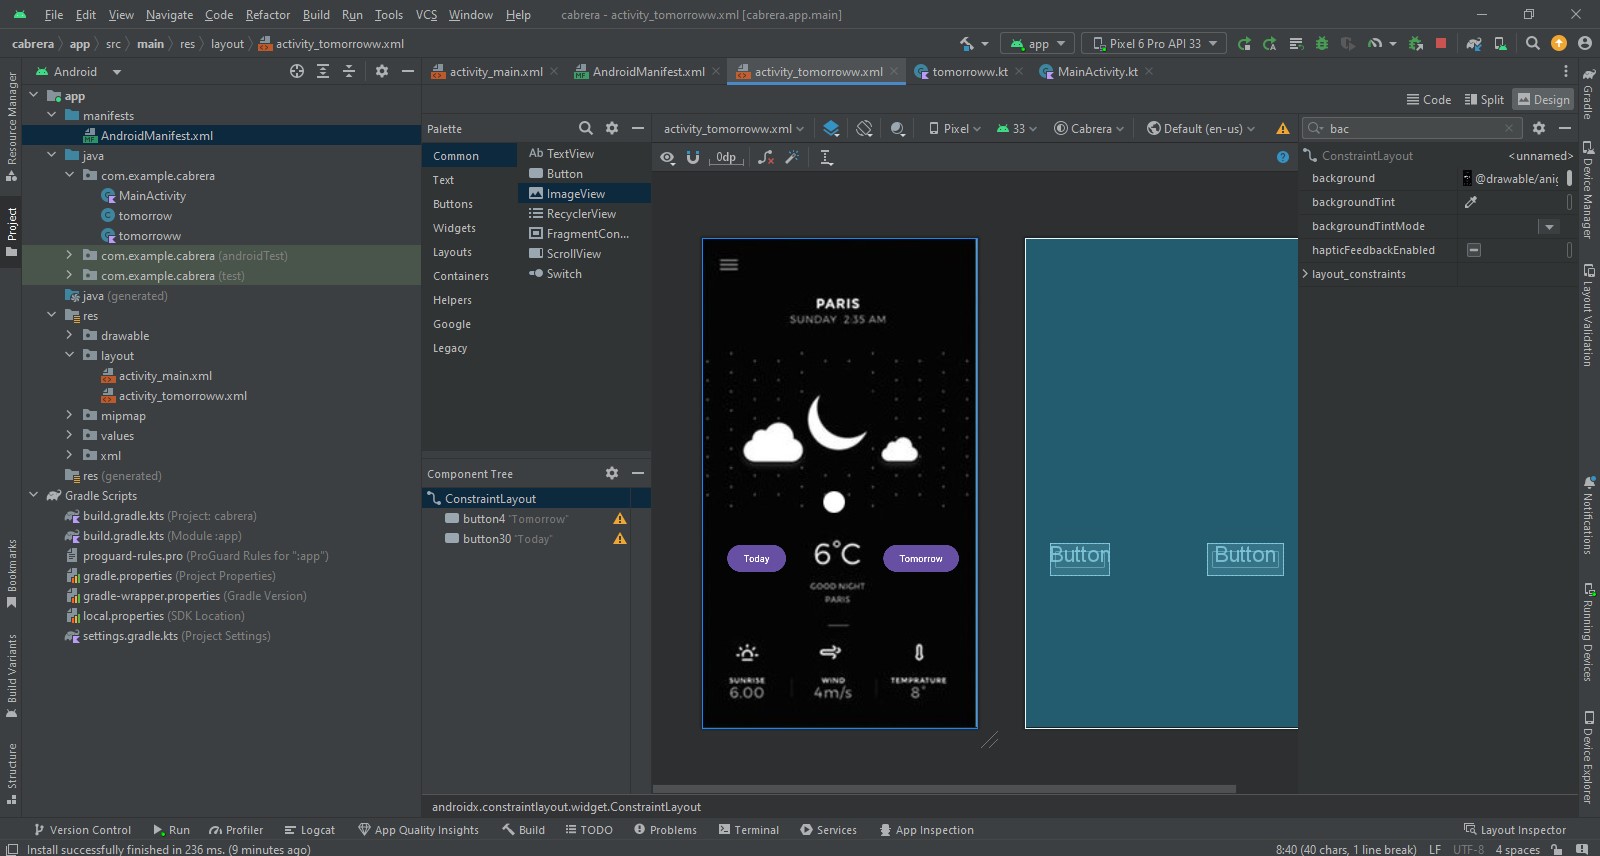 File Edit View Navigate Code Refactor Build Run Tools VCS Window Help cabrera - activity_tomorroww.xml [cabrera.app.main]
cabrera app src main res layout activity_tomorroww.xml
app Pixel 6 Pro API 33
Resource Manager
Project
Bookmarks
Build Variants
Structure
Android
app
manifests
AndroidManifest.xml
java
com.example.cabrera
MainActivity
tomorrow
tomorroww
com.example.cabrera (androidTest)
com.example.cabrera (test)
java (generated)
res
drawable
layout
activity_main.xml
activity_tomorroww.xml
mipmap
values
xml
res (generated)
Gradle Scripts
build.gradle.kts (Project: cabrera)
build.gradle.kts (Module :app)
proguard-rules.pro (ProGuard Rules for ":app")
gradle.properties (Project Properties)
gradle-wrapper.properties (Gradle Version)
local.properties (SDK Location)
settings.gradle.kts (Project Settings)
activity_main.xml AndroidManifest.xml activity_tomorroww.xml tomorroww.kt MainActivity.kt
Code Split Design
Palette
Common
Text
Buttons
Widgets
Layouts
Containers
Helpers
Google
Legacy
Ab TextView
Button
ImageView
RecyclerView
FragmentCon...
ScrollView
Switch
Component Tree
ConstraintLayout
button4 "Tomorrow"
button30 "Today"
activity_tomorroww.xml Pixel 33 Cabrera Default (en-us)
0dp
PARIS
SUNDAY 2:35 AM
6°C
Today
Tomorrow
GOOD NIGHT
PARIS
SUNRISE WIND TEMPRATURE
6.00 4m/s 8°
Button Button
bac
ConstraintLayout <unnamed>
background @drawable/anig
backgroundTint
backgroundTintMode
hapticFeedbackEnabled
layout_constraints
Gradle
Device Manager
Layout Validation
Notifications
Running Devices
Device Explorer
androidx.constraintlayout.widget.ConstraintLayout
Version Control Run Profiler Logcat App Quality Insights Build TODO Problems Terminal Services App Inspection Layout Inspector
Install successfully finished in 236 ms. (9 minutes ago) 8:40 (40 chars, 1 line break) LF UTF-8 4 spaces